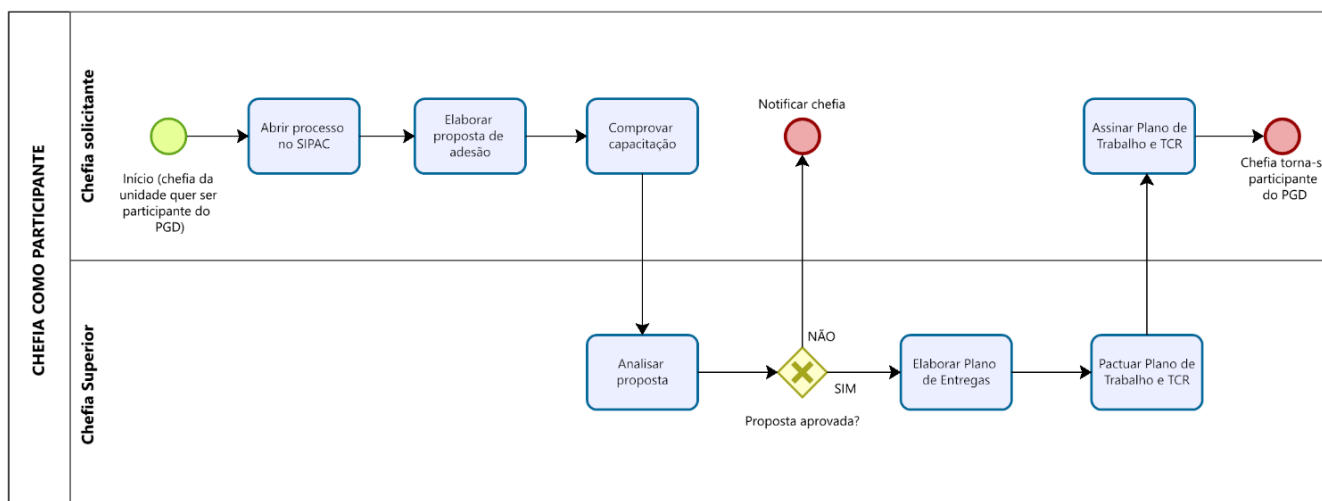 CHEFIA COMO PARTICIPANTE
Chefia solicitante
Início (chefia da
unidade quer ser
participante do
PGD)
Abrir processo
no SIPAC
Elaborar
proposta de
adesão
Comprovar
capacitação
Notificar chefia
Assinar Plano de
Trabalho e TCR
Chefia torna-s
participante
do PGD
Chefia Superior
Analisar
proposta
NÃO
SIM
Proposta aprovada?
Elaborar Plano
de Entregas
Pactuar Plano de
Trabalho e TCR